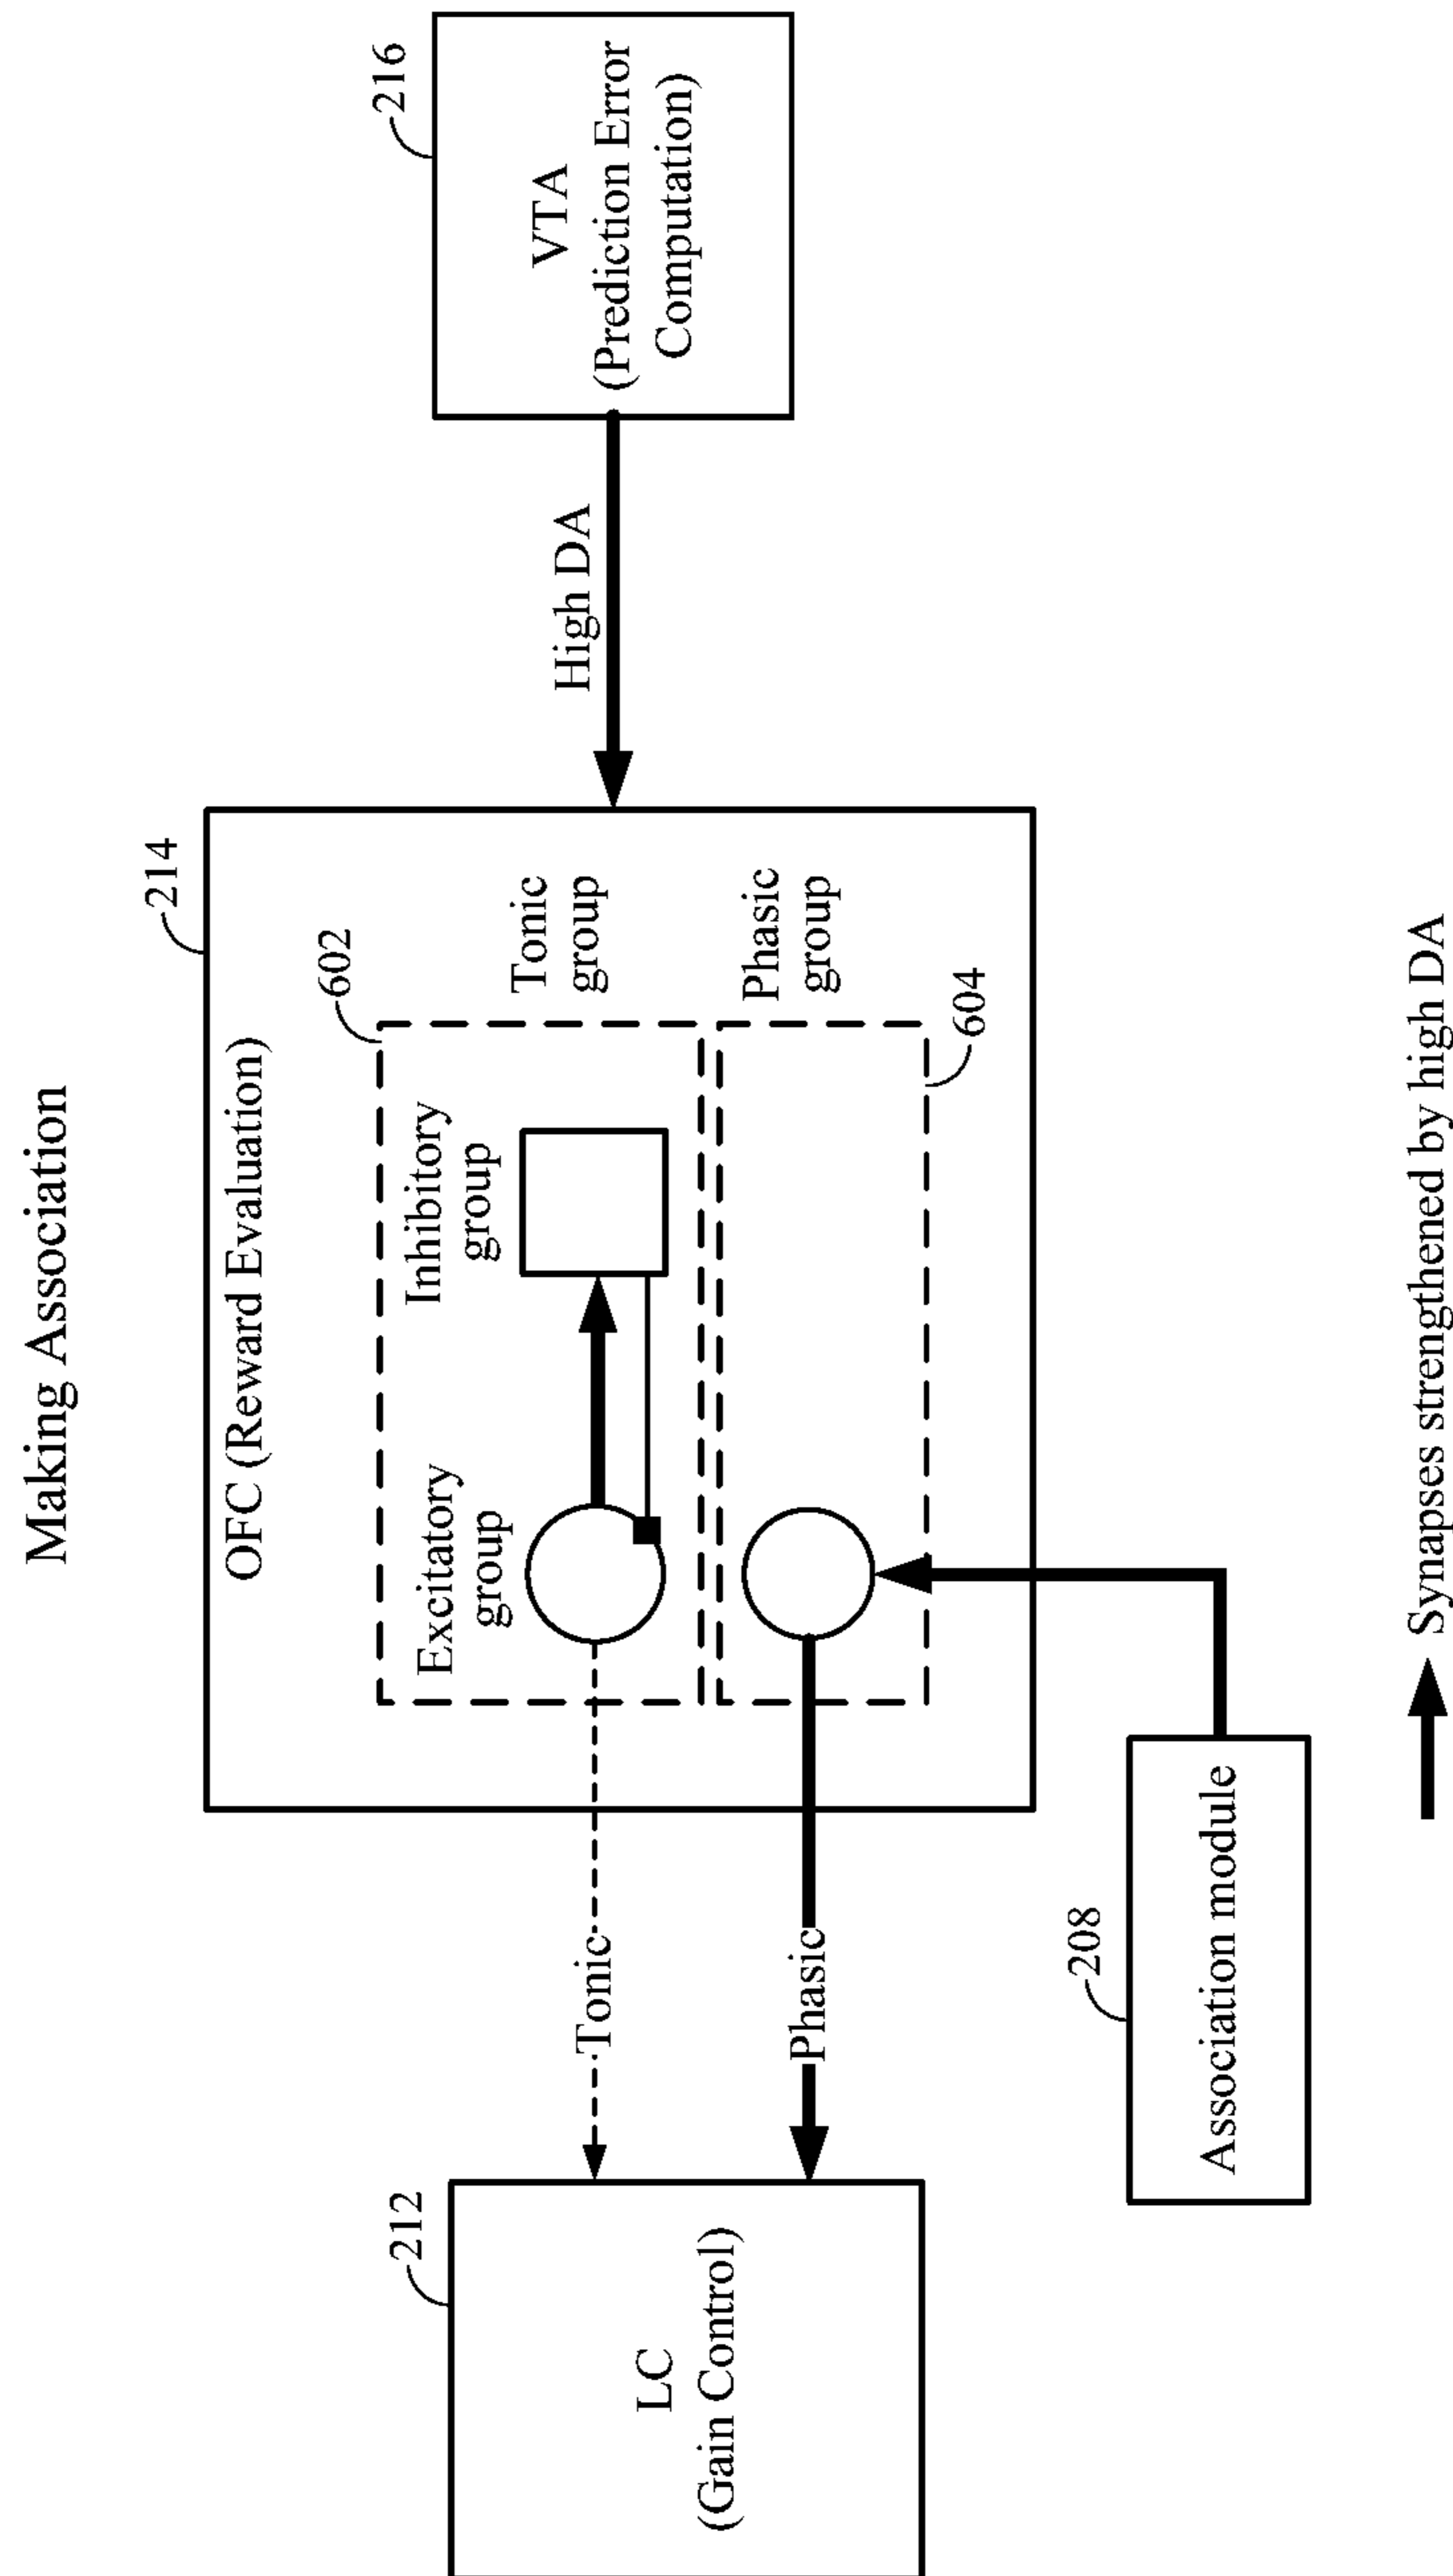 Making Association
214
OFC (Reward Evaluation)
602
Excitatory
group
Inhibitory
group
Tonic
group
Phasic
group
604
212
LC
(Gain Control)
Tonic
Phasic
High DA
216
VTA
(Prediction Error
Computation)
208
Association module
Synapses strengthened by high DA